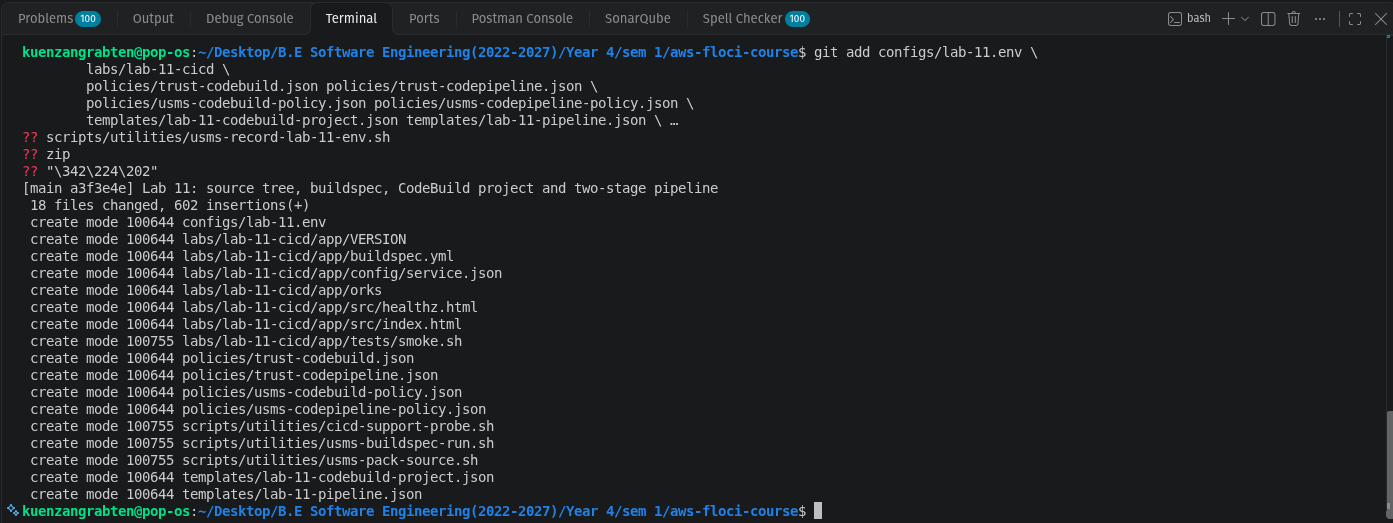 Problems 100 Output Debug Console Terminal Ports Postman Console SonarQube Spell Checker 100 bash
kuenzangrabten@pop-os:~/Desktop/B.E Software Engineering(2022-2027)/Year 4/sem 1/aws-floci-course$ git add configs/lab-11.env \
labs/lab-11-cicd \
policies/trust-codebuild.json policies/trust-codepipeline.json \
policies/usms-codebuild-policy.json policies/usms-codepipeline-policy.json \
templates/lab-11-codebuild-project.json templates/lab-11-pipeline.json \ …
?? scripts/utilities/usms-record-lab-11-env.sh
?? zip
?? "\342\224\202"
[main a3f3e4e] Lab 11: source tree, buildspec, CodeBuild project and two-stage pipeline
18 files changed, 602 insertions(+)
create mode 100644 configs/lab-11.env
create mode 100644 labs/lab-11-cicd/app/VERSION
create mode 100644 labs/lab-11-cicd/app/buildspec.yml
create mode 100644 labs/lab-11-cicd/app/config/service.json
create mode 100644 labs/lab-11-cicd/app/orks
create mode 100644 labs/lab-11-cicd/app/src/healthz.html
create mode 100644 labs/lab-11-cicd/app/src/index.html
create mode 100755 labs/lab-11-cicd/app/tests/smoke.sh
create mode 100644 policies/trust-codebuild.json
create mode 100644 policies/trust-codepipeline.json
create mode 100644 policies/usms-codebuild-policy.json
create mode 100644 policies/usms-codepipeline-policy.json
create mode 100755 scripts/utilities/cicd-support-probe.sh
create mode 100755 scripts/utilities/usms-buildspec-run.sh
create mode 100755 scripts/utilities/usms-pack-source.sh
create mode 100644 templates/lab-11-codebuild-project.json
create mode 100644 templates/lab-11-pipeline.json
kuenzangrabten@pop-os:~/Desktop/B.E Software Engineering(2022-2027)/Year 4/sem 1/aws-floci-course$